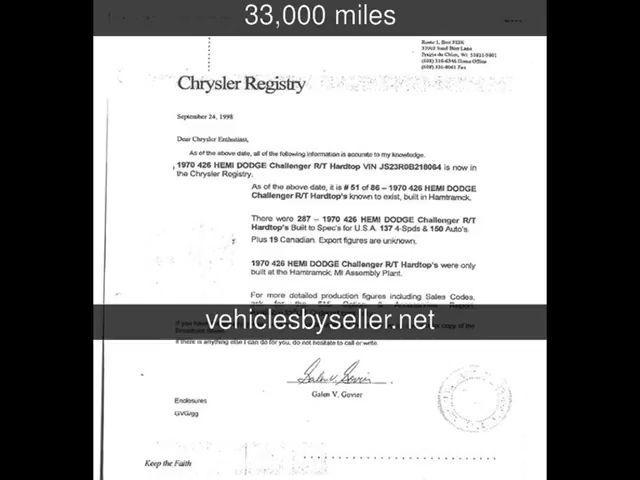 33,000 miles
Prairie du Chien, WI
Chrysler Registry
September 24, 1998
Dear Chrysler Enthusiast,
As of the above date, all of the following information is accurate to my knowledge.
1970 426 HEMI DODGE Challenger R/T Hardtop VIN JS23R0B218064 is now in
the Chrysler Registry.
As of the above date, it is # 51 of 86 – 1970 426 HEMI DODGE
Challenger R/T Hardtop's known to exist, built in Hamtramck.
There were 287 – 1970 426 HEMI DODGE Challenger R/T
Hardtop's Built to Spec's for U.S.A. 137 4-Spds & 150 Auto's.
Plus 19 Canadian. Export figures are unknown.
1970 426 HEMI DODGE Challenger R/T Hardtop's were only
built at the Hamtramck, MI Assembly Plant.
For more detailed production figures including Sales Codes,
vehiclesbyseller.net
copy of the
If there is anything else I can do for you, do not hesitate to call or write.
Galen V. Govier
Galen V. Govier
Enclosures
GVG/gg
Keep the Faith